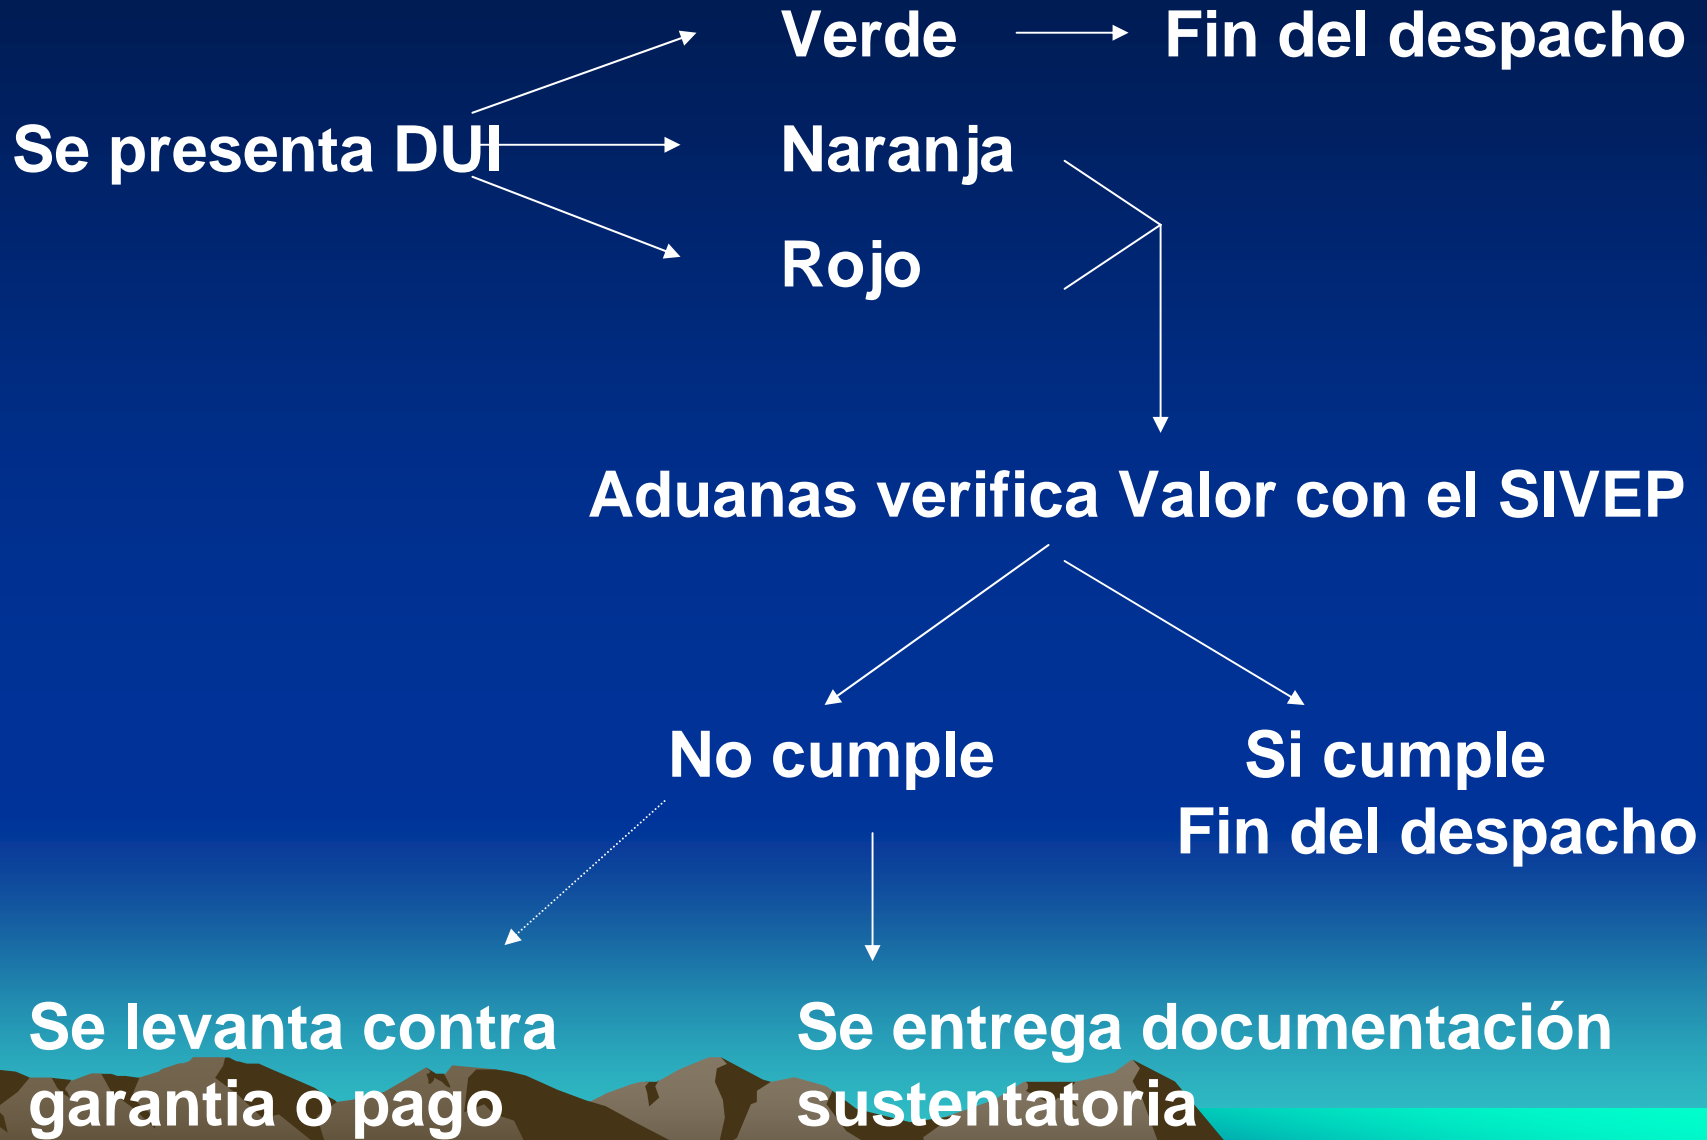 Verde
Fin del despacho
Se presenta DUI
Naranja
Rojo
Aduanas verifica Valor con el SIVEP
No cumple
Si cumple
Fin del despacho
Se levanta contra
garantia o pago
Se entrega documentación
sustentatoria